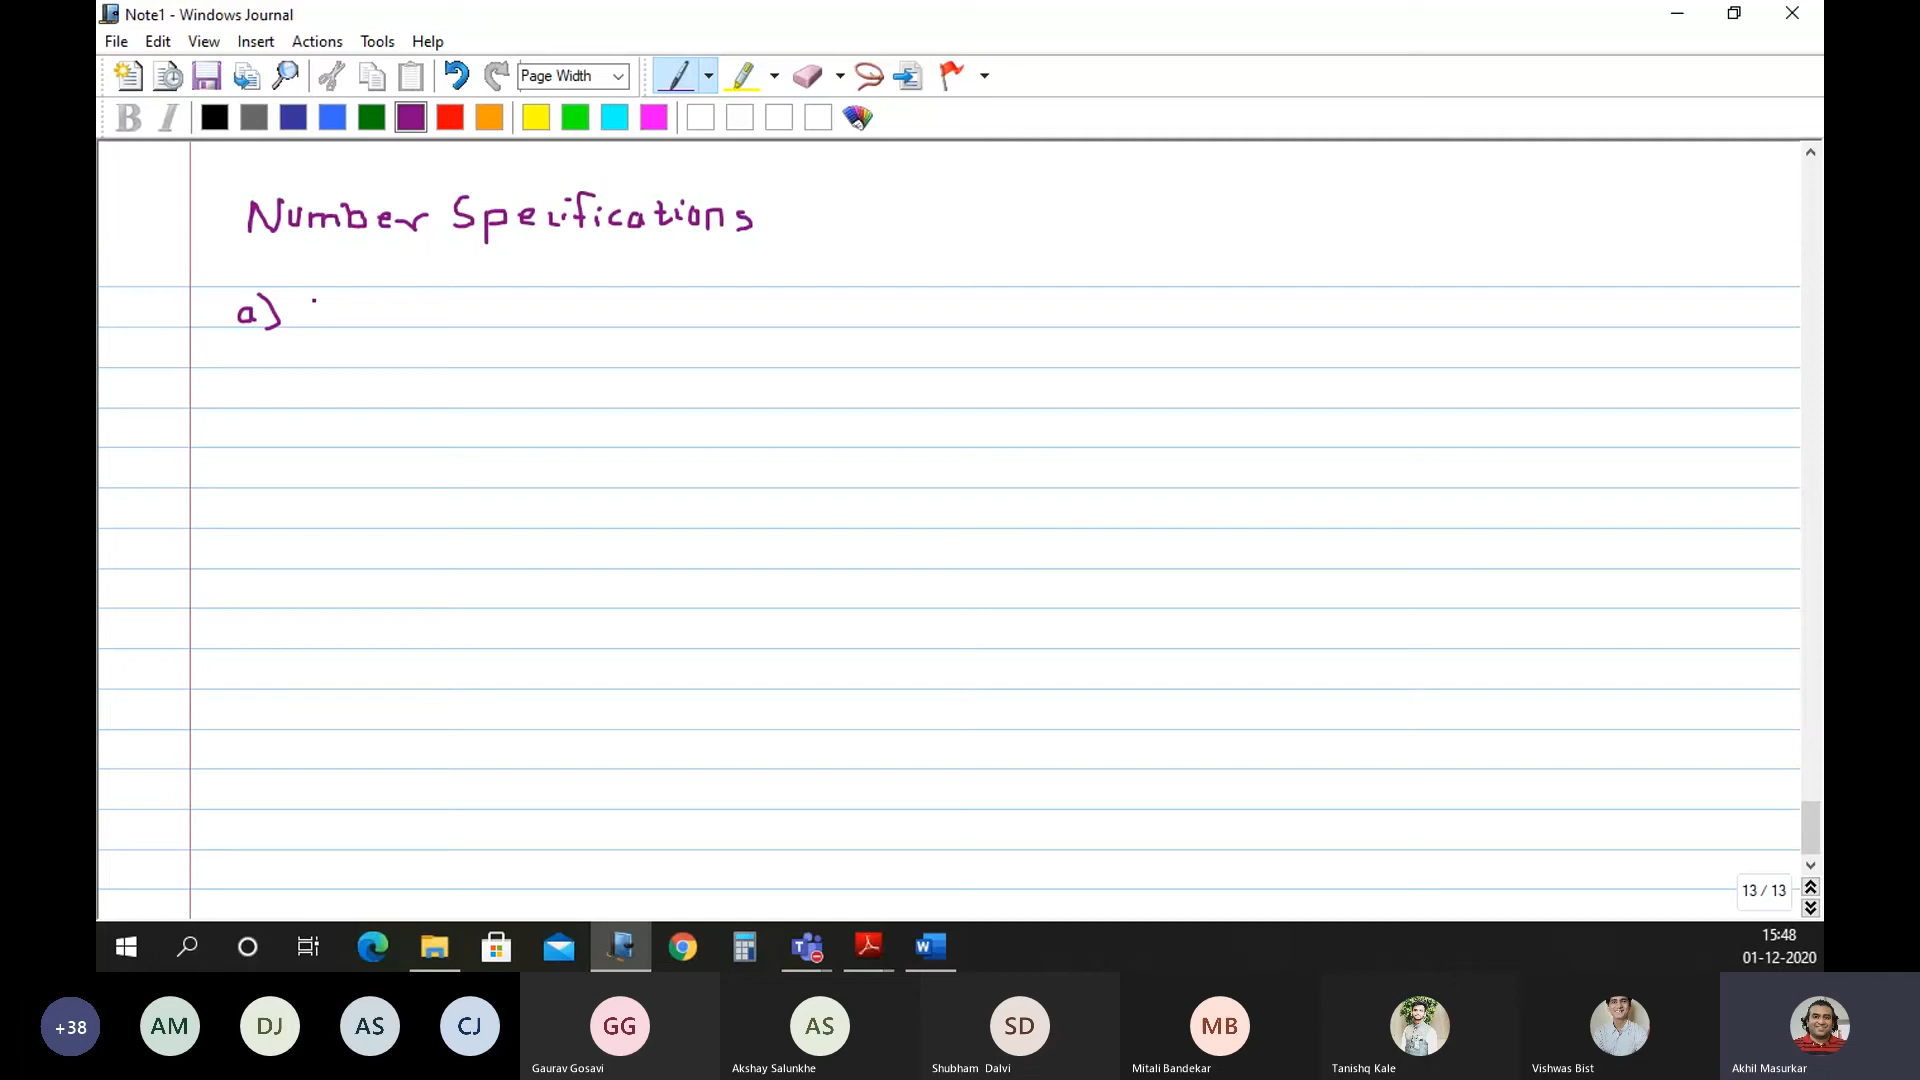 Note1 - Windows Journal
File Edit View Insert Actions Tools Help
Page Width
B I
Number Specifications
a)
13 / 13
15:48
01-12-2020
+38 AM DJ AS CJ GG AS SD MB
Gaurav Gosavi Akshay Salunkhe Shubham Dalvi Mitali Bandekar Tanishq Kale Vishwas Bist Akhil Masurkar